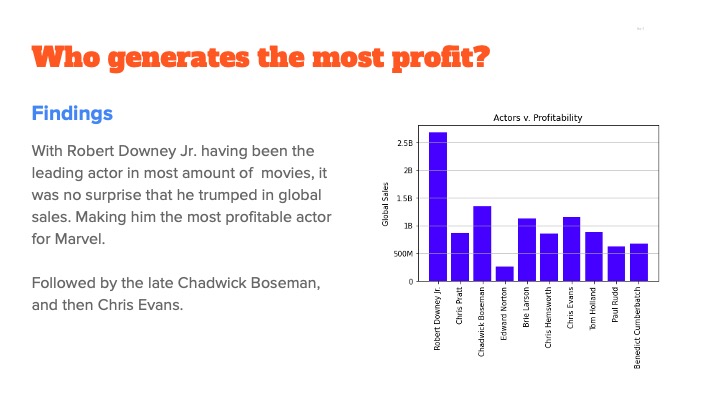 Who generates the most profit?
Findings
With Robert Downey Jr. having been the
leading actor in most amount of  movies, it
was no surprise that he trumped in global
sales. Making him the most profitable actor
for Marvel.
Followed by the late Chadwick Boseman,
and then Chris Evans.
Actors v. Profitability
Global Sales
2.5B
2B
1.5B
1B
500M
0
Robert Downey Jr.
Chris Pratt
Chadwick Boseman
Edward Norton
Brie Larson
Chris Hemsworth
Chris Evans
Tom Holland
Paul Rudd
Benedict Cumberbatch